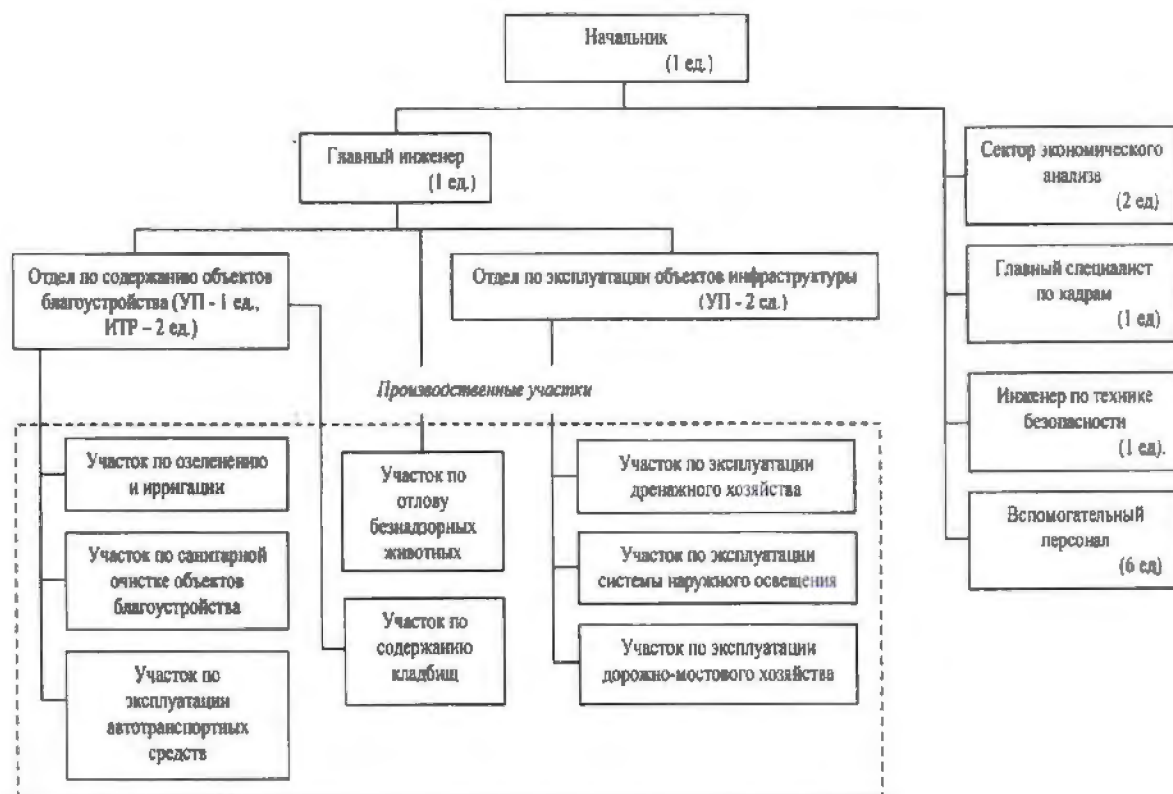 Начальник
(1 ед.)
Главный инженер
(1 ед.)
Сектор экономического
анализа
(2 ед)
Отдел по содержанию объектов
благоустройства (УП - 1 ед.,
ИТР – 2 ед.)
Отдел по эксплуатации объектов инфраструктуры
(УП - 2 ед.)
Главный специалист
по кадрам
(1 ед)
Производственные участки
Инженер по технике
безопасности
(1 ед).
Участок по озеленению
и ирригации
Участок по
отлову
безнадзорных
животных
Участок по эксплуатации
дренажного хозяйства
Вспомогательный
персонал
(6 ед)
Участок по санитарной
очистке объектов
благоустройства
Участок по эксплуатации
системы наружного освещения
Участок по
содержанию
кладбищ
Участок по эксплуатации
дорожно-мостового хозяйства
Участок по
эксплуатации
автотранспортных
средств